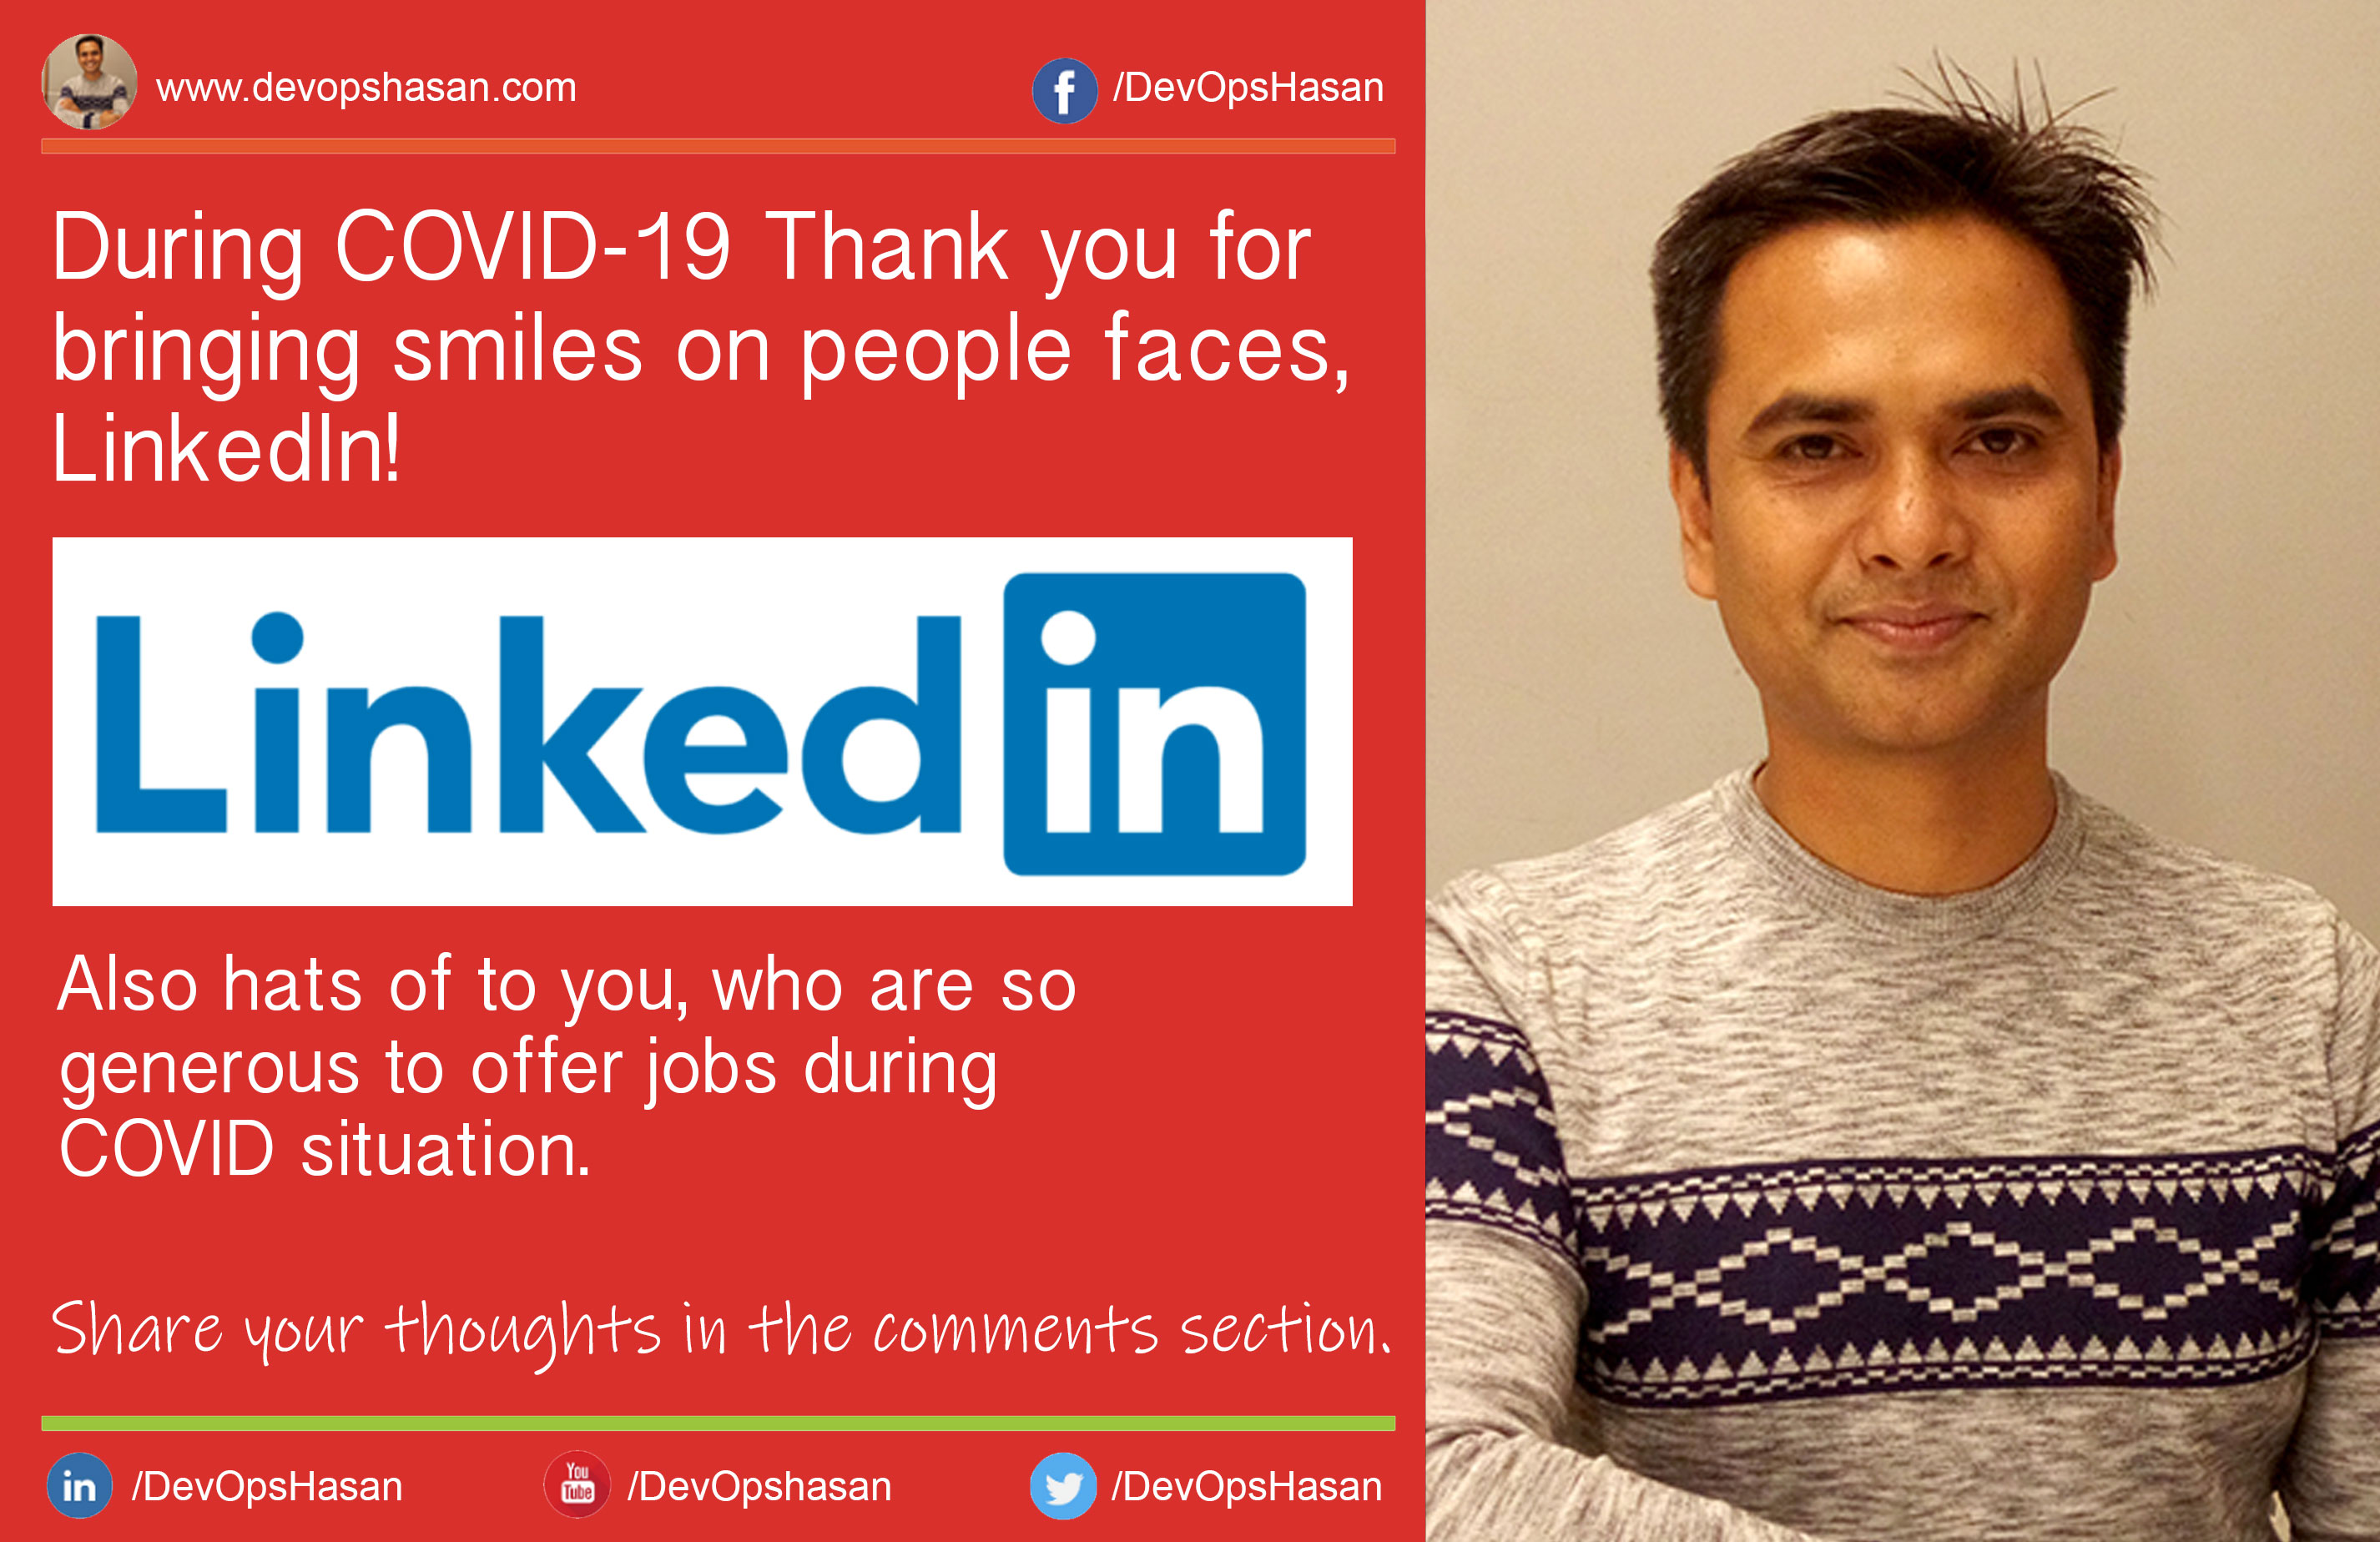 www.devopshasan.com
f /DevOpsHasan
During COVID-19 Thank you for
bringing smiles on people faces,
LinkedIn!
Linkedin
Also hats of to you, who are so
generous to offer jobs during
COVID situation.
Share your thoughts in the comments section.
in /DevOpsHasan
You
Tube
/DevOpshasan
/DevOpsHasan